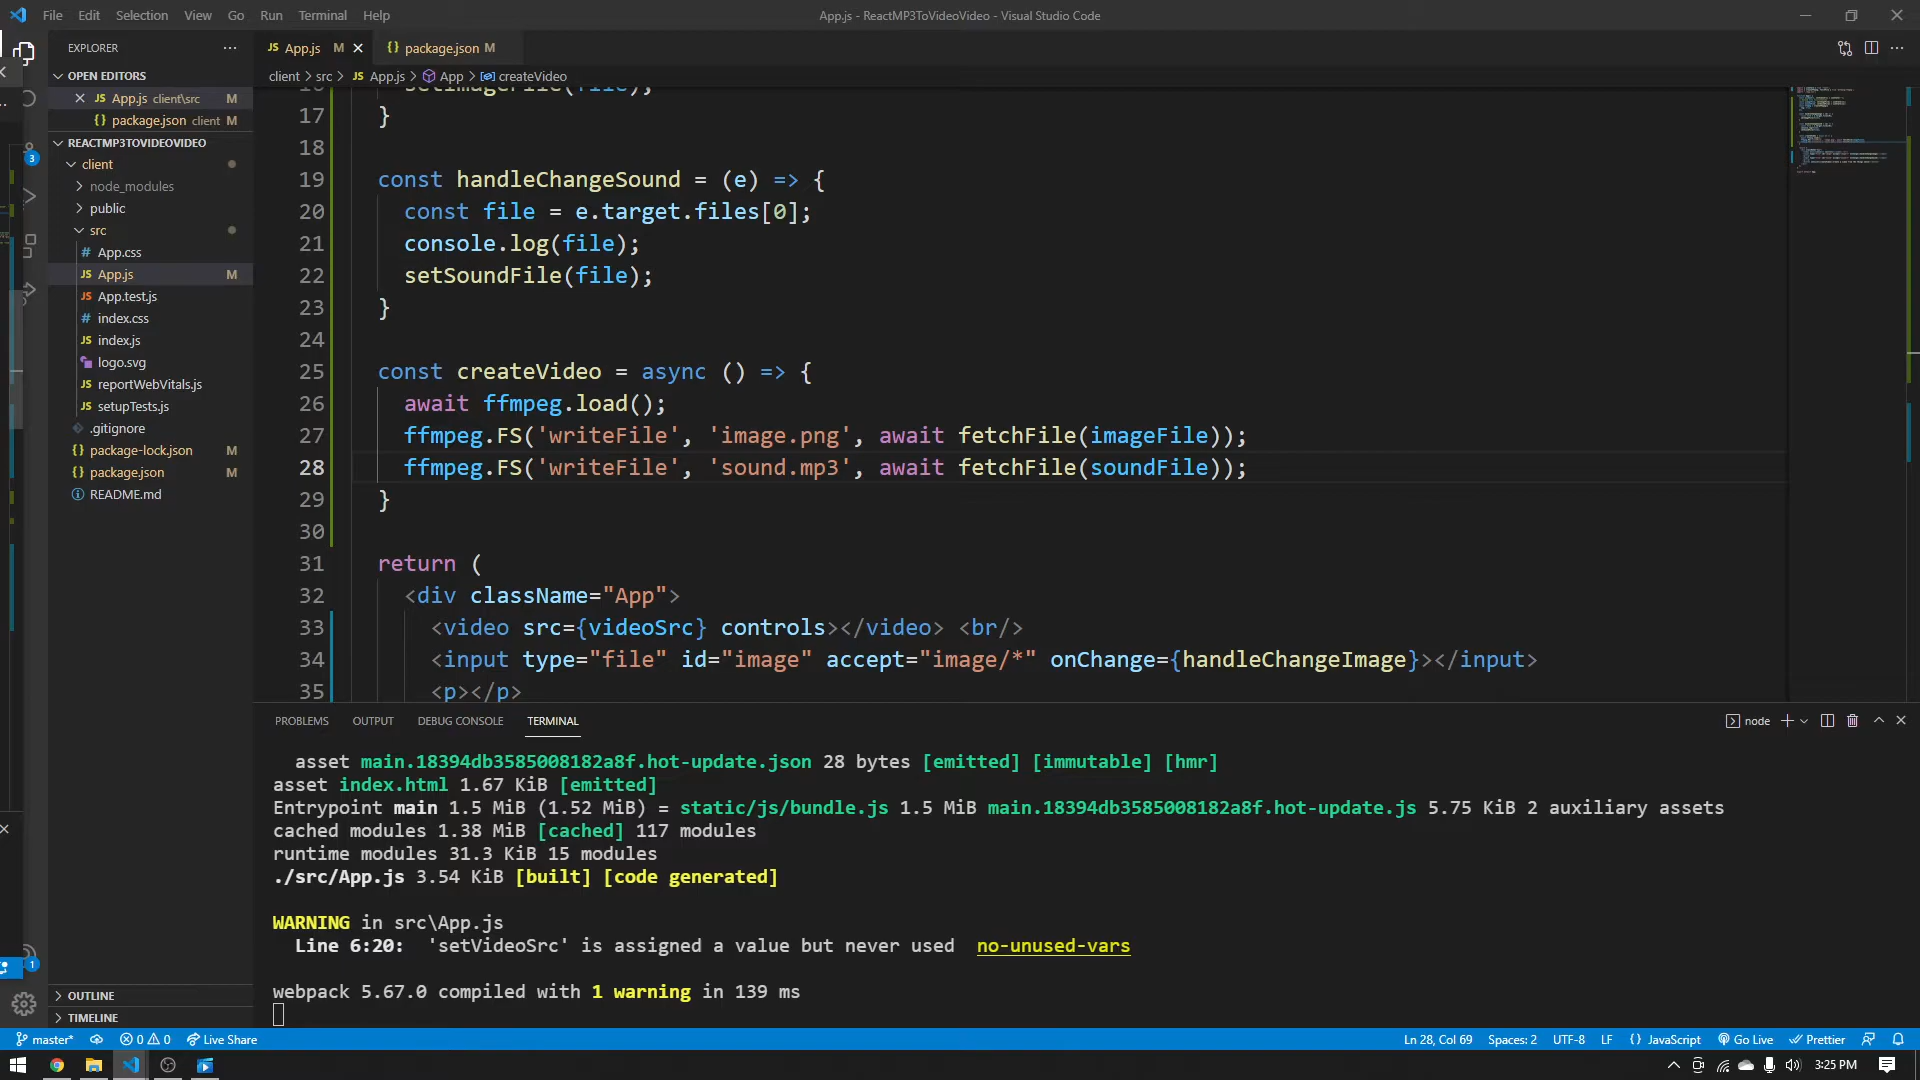 File Edit Selection View Go Run Terminal Help
App.js - ReactMP3ToVideoVideo - Visual Studio Code
EXPLORER
OPEN EDITORS
JS App.js client\src M
{} package.json client M
REACTMP3TOVIDEOVIDEO
client
node_modules
public
src
# App.css
JS App.js M
JS App.test.js
# index.css
JS index.js
logo.svg
JS reportWebVitals.js
JS setupTests.js
.gitignore
{} package-lock.json M
{} package.json M
README.md
OUTLINE
TIMELINE
3
1
JS App.js M
{} package.json M
client > src > JS App.js > App > createVideo
17 }
18
19 const handleChangeSound = (e) => {
20 const file = e.target.files[0];
21 console.log(file);
22 setSoundFile(file);
23 }
24
25 const createVideo = async () => {
26 await ffmpeg.load();
27 ffmpeg.FS('writeFile', 'image.png', await fetchFile(imageFile));
28 ffmpeg.FS('writeFile', 'sound.mp3', await fetchFile(soundFile));
29 }
30
31 return (
32 <div className="App">
33 <video src={videoSrc} controls></video> <br/>
34 <input type="file" id="image" accept="image/*" onChange={handleChangeImage}></input>
35 <p></p>
PROBLEMS OUTPUT DEBUG CONSOLE TERMINAL
node
asset main.18394db3585008182a8f.hot-update.json 28 bytes [emitted] [immutable] [hmr]
asset index.html 1.67 KiB [emitted]
Entrypoint main 1.5 MiB (1.52 MiB) = static/js/bundle.js 1.5 MiB main.18394db3585008182a8f.hot-update.js 5.75 KiB 2 auxiliary assets
cached modules 1.38 MiB [cached] 117 modules
runtime modules 31.3 KiB 15 modules
./src/App.js 3.54 KiB [built] [code generated]
WARNING in src\App.js
Line 6:20: 'setVideoSrc' is assigned a value but never used no-unused-vars
webpack 5.67.0 compiled with 1 warning in 139 ms
master* 0 0 Live Share
Ln 28, Col 69 Spaces: 2 UTF-8 LF {} JavaScript Go Live Prettier
3:25 PM